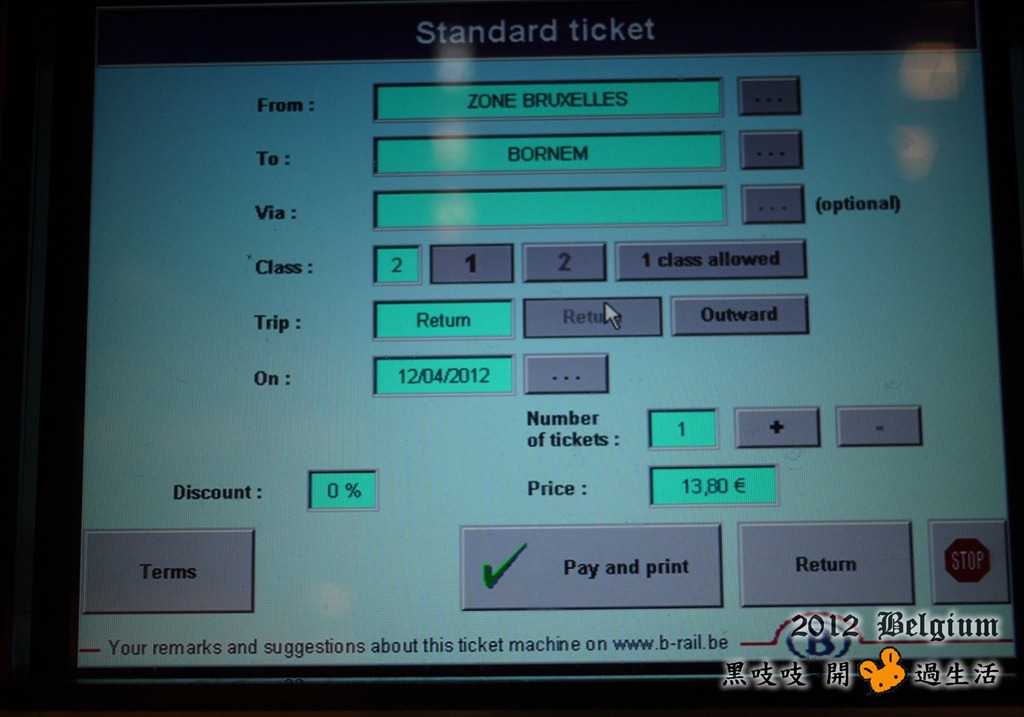 Standard ticket
From : ZONE BRUXELLES ...
To : BORNEM ...
Via : ... (optional)
Class : 2 1 2 1 class allowed
Trip : Return Outward
On : 12/04/2012 ...
Number
of tickets : 1 + -
Discount : 0 % Price : 13,80 €
Terms Pay and print Return STOP
Your remarks and suggestions about this ticket machine on www.b-rail.be
B
2012 Belgium
黑吱吱 開 過生活